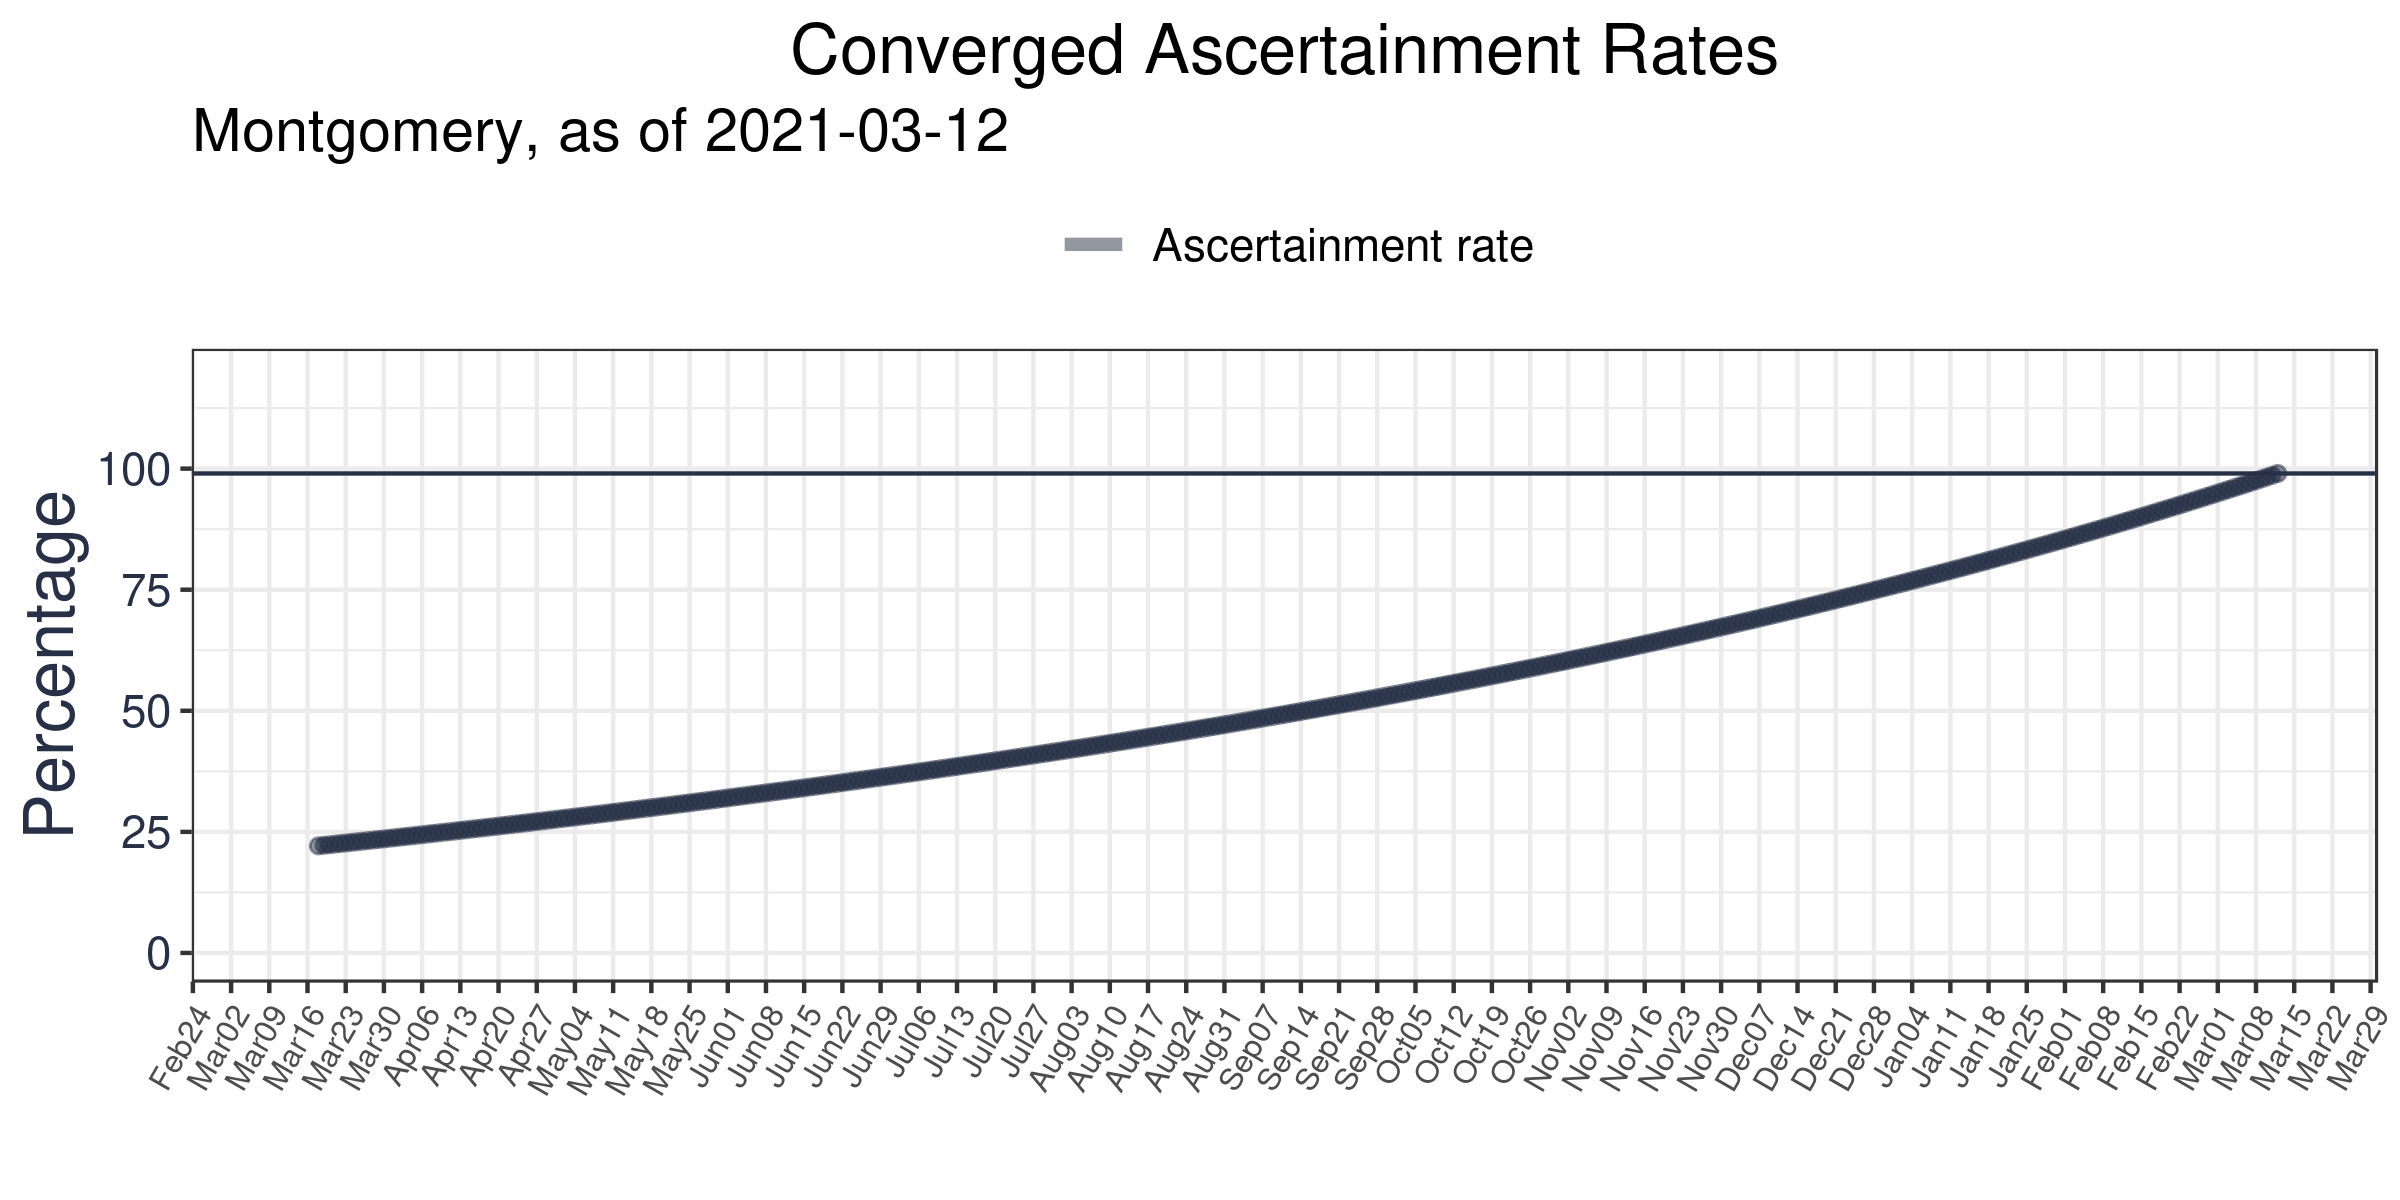 Converged Ascertainment Rates
Montgomery, as of 2021-03-12
Ascertainment rate
Percentage
100
75
50
25
0
Feb24
Mar02
Mar09
Mar16
Mar23
Mar30
Apr06
Apr13
Apr20
Apr27
May04
May11
May18
May25
Jun01
Jun08
Jun15
Jun22
Jun29
Jul06
Jul13
Jul20
Jul27
Aug03
Aug10
Aug17
Aug24
Aug31
Sep07
Sep14
Sep21
Sep28
Oct05
Oct12
Oct19
Oct26
Nov02
Nov09
Nov16
Nov23
Nov30
Dec07
Dec14
Dec21
Dec28
Jan04
Jan11
Jan18
Jan25
Feb01
Feb08
Feb15
Feb22
Mar01
Mar08
Mar15
Mar22
Mar29